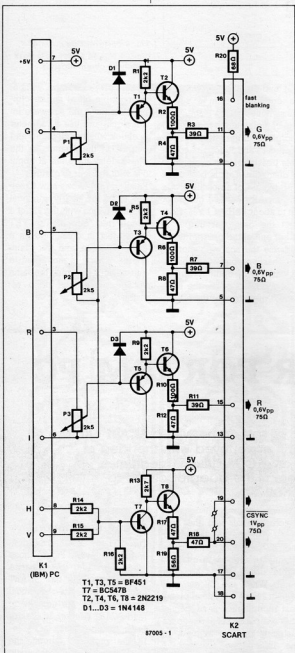 5V
R20
68Ω
+5V
7
5V
D1
R1
2k2
T2
T1
R2
100Ω
R3
39Ω
R4
47Ω
16
fast
blanking
G
4
P1
2k5
11
G
0,6Vpp
75Ω
9
5V
D2
R5
2k2
T4
T3
R6
100Ω
R7
39Ω
R8
47Ω
B
5
P2
2k5
7
B
0,6Vpp
75Ω
5
5V
D3
R9
2k2
T6
T5
R10
100Ω
R11
39Ω
R12
47Ω
R
3
P3
2k5
15
R
0,6Vpp
75Ω
13
I
6
5V
R13
2k7
T8
T7
H
8
R14
2k2
V
9
R15
2k2
R16
2k2
R17
47Ω
R18
47Ω
R19
56Ω
19
CSYNC
1Vpp
75Ω
20
17
18
K1
(IBM) PC
T1, T3, T5 = BF451
T7 = BC547B
T2, T4, T6, T8 = 2N2219
D1...D3 = 1N4148
87005 - 1
K2
SCART